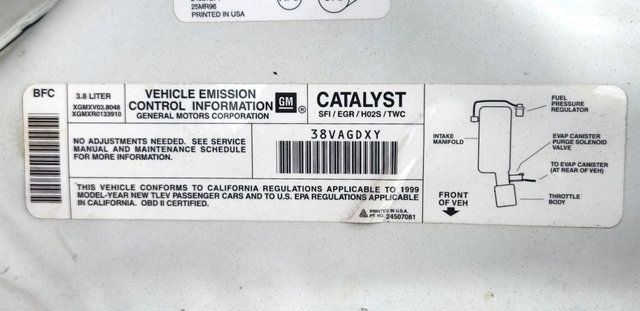 25MR96
PRINTED IN USA
BFC
3.8 LITER
XGMXV03.8048
XGMXR0133910
VEHICLE EMISSION
CONTROL INFORMATION
GENERAL MOTORS CORPORATION
GM
CATALYST
SFI / EGR / HO2S / TWC
NO ADJUSTMENTS NEEDED. SEE SERVICE
MANUAL AND MAINTENANCE SCHEDULE
FOR MORE INFORMATION.
38VAGDXY
THIS VEHICLE CONFORMS TO CALIFORNIA REGULATIONS APPLICABLE TO 1999
MODEL-YEAR NEW TLEV PASSENGER CARS AND TO U.S. EPA REGULATIONS APPLICABLE
IN CALIFORNIA. OBD II CERTIFIED.
PRINTED IN U.S.A.
PT NO. 24507081
FUEL
PRESSURE
REGULATOR
INTAKE
MANIFOLD
EVAP CANISTER
PURGE SOLENOID
VALVE
TO EVAP CANISTER
(AT REAR OF VEH)
FRONT
OF VEH
THROTTLE
BODY